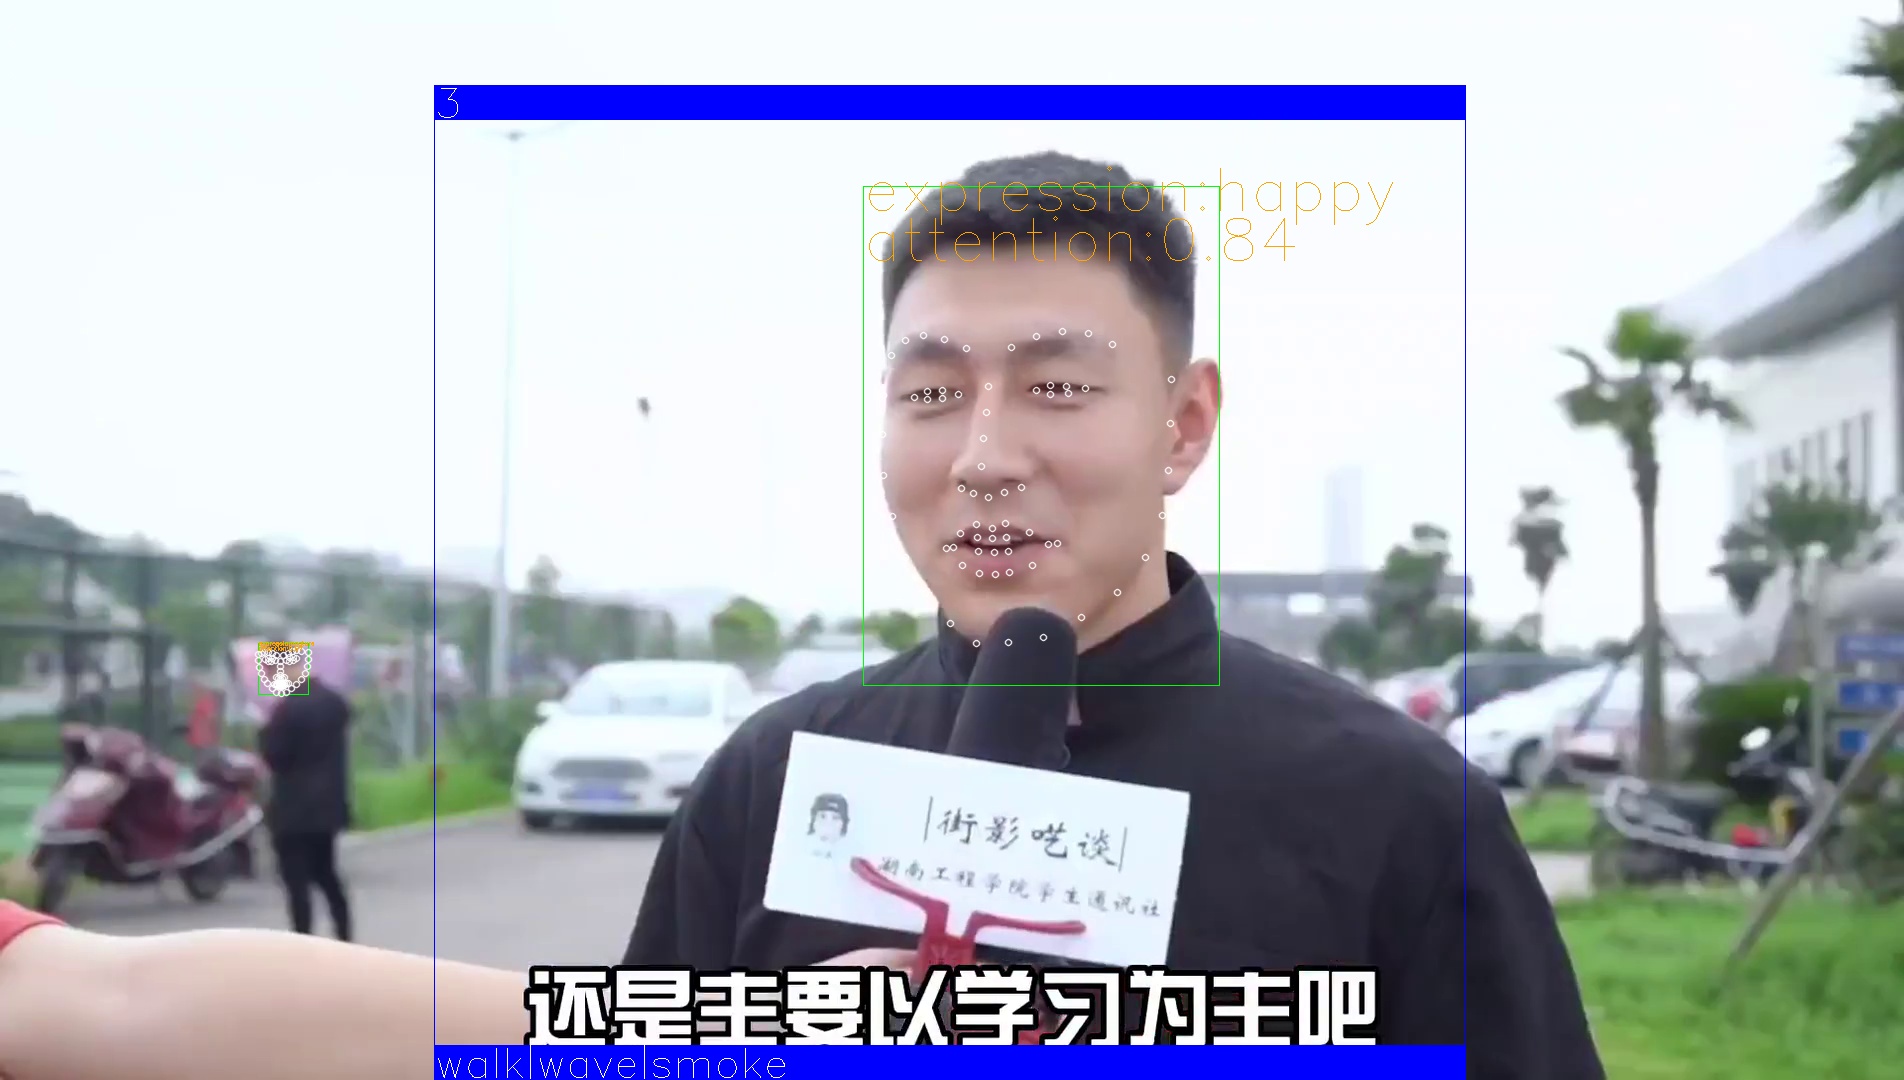 3
expression:happy
attention:0.84
街影呓谈
湖南工程学院学生通讯社
还是主要以学习为主吧
walk|wave|smoke